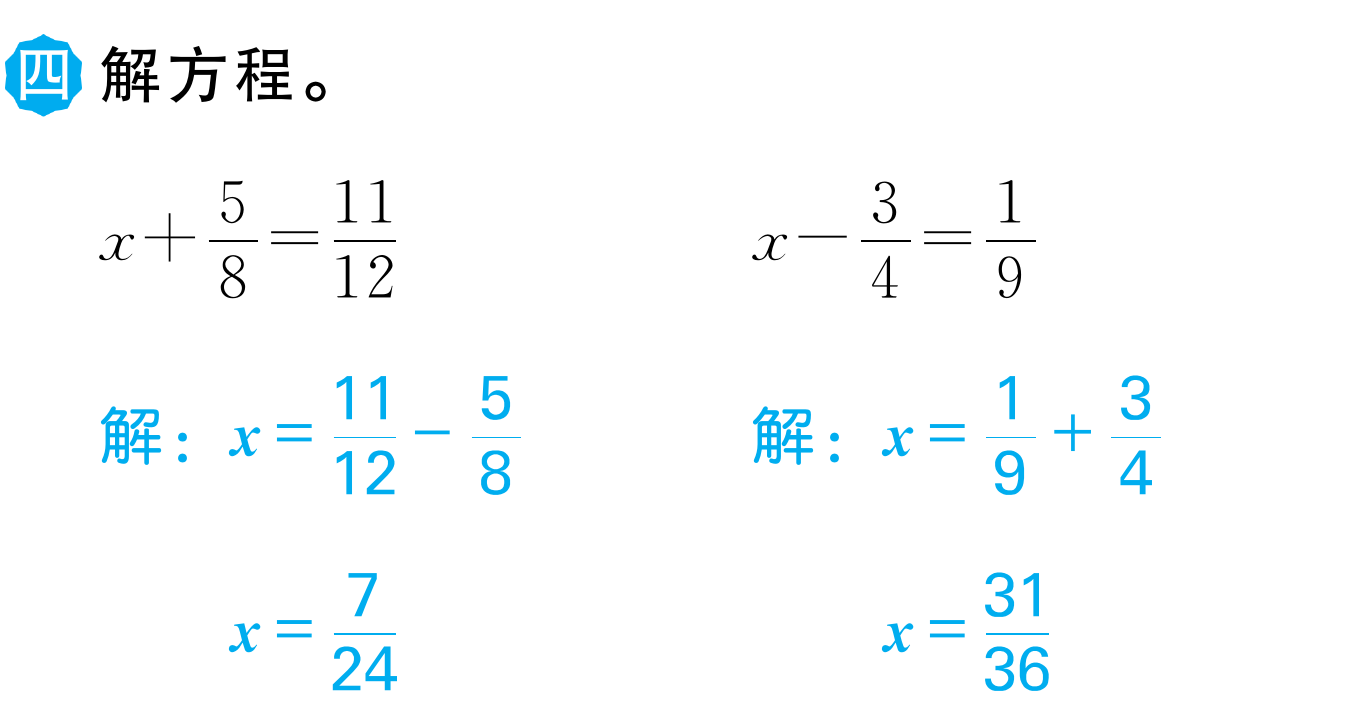 四 解方程。
x+5/8=11/12
x-3/4=1/9
解：x=11/12-5/8
解：x=1/9+3/4
x=7/24
x=31/36